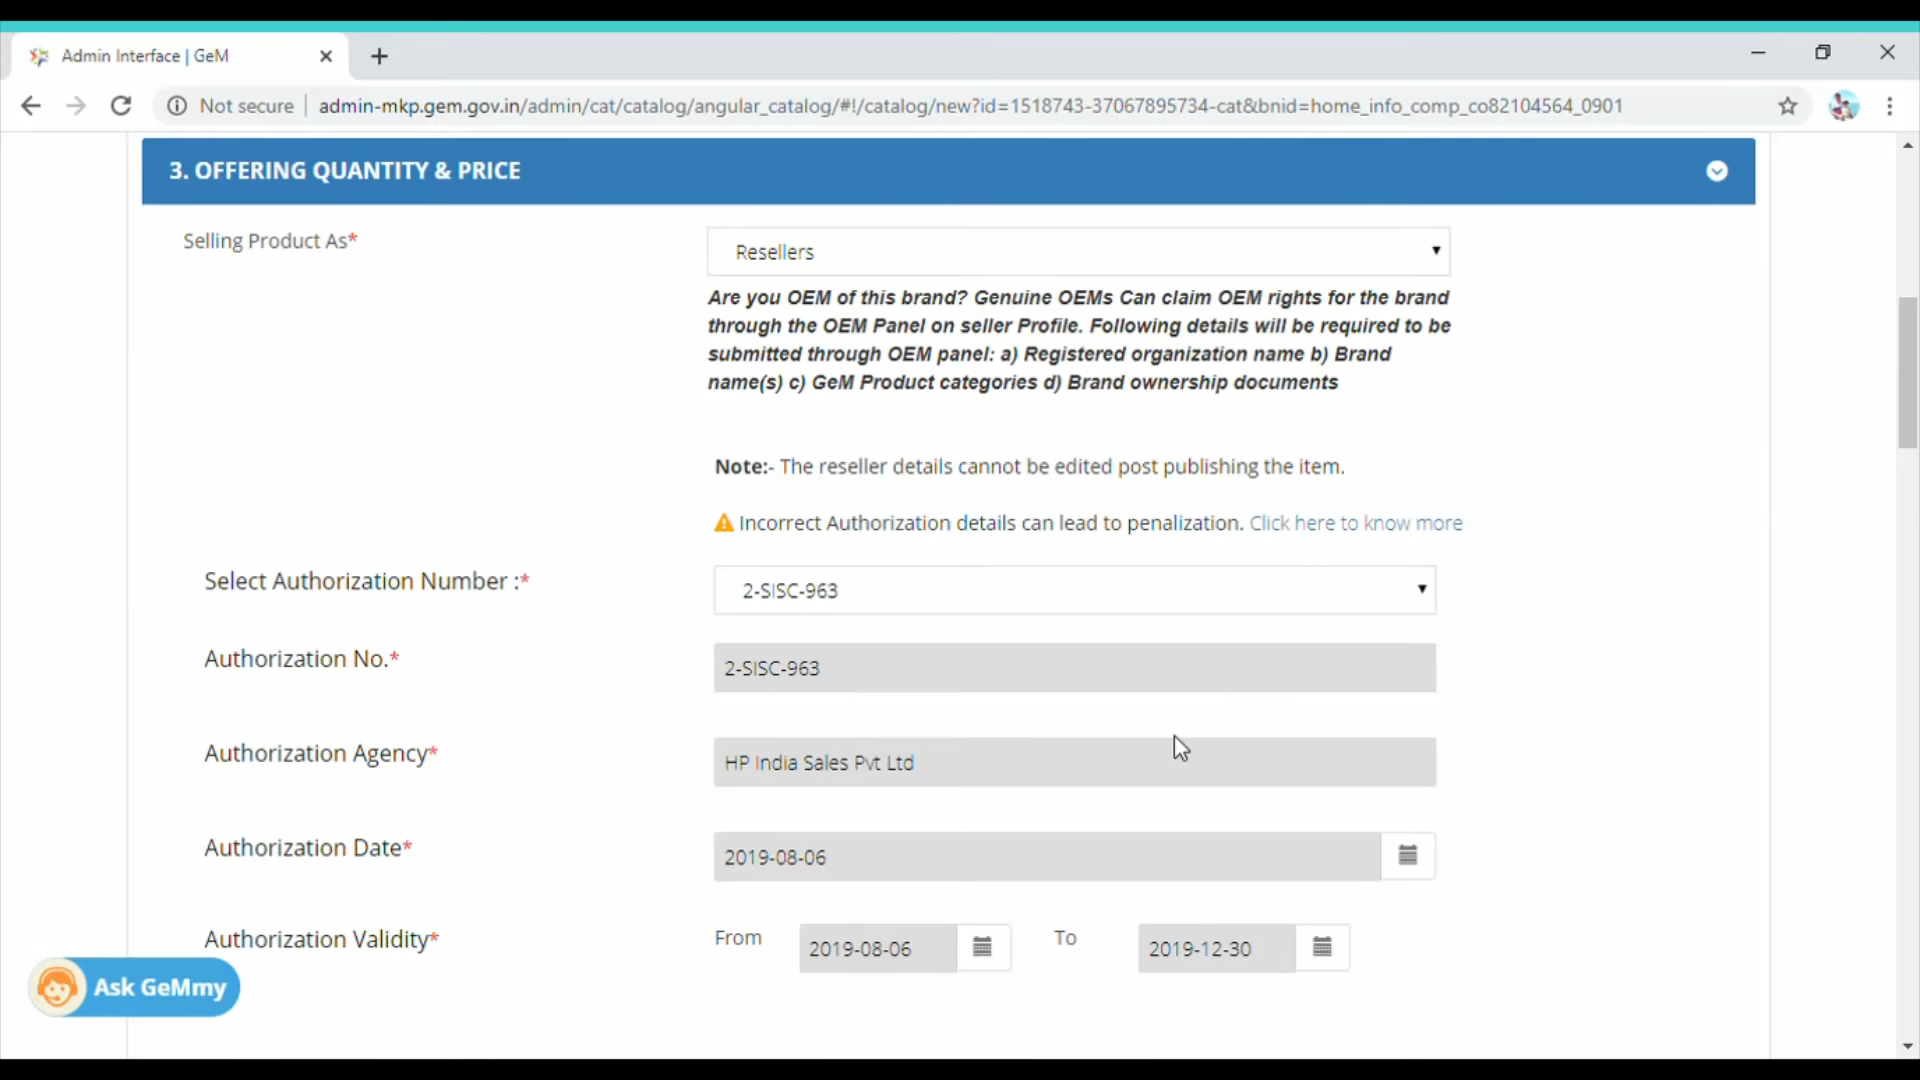 Admin Interface | GeM
Not secure
admin-mkp.gem.gov.in/admin/cat/catalog/angular_catalog/#!/catalog/new?id=1518743-37067895734-cat&bnid=home_info_comp_co82104564_0901
3. OFFERING QUANTITY & PRICE
Selling Product As*
Resellers
Are you OEM of this brand? Genuine OEMs Can claim OEM rights for the brand
through the OEM Panel on seller Profile. Following details will be required to be
submitted through OEM panel: a) Registered organization name b) Brand
name(s) c) GeM Product categories d) Brand ownership documents
Note:- The reseller details cannot be edited post publishing the item.
Incorrect Authorization details can lead to penalization. Click here to know more
Select Authorization Number :*
2-SISC-963
Authorization No.*
2-SISC-963
Authorization Agency*
HP India Sales Pvt Ltd
Authorization Date*
2019-08-06
Authorization Validity*
From
2019-08-06
To
2019-12-30
Ask GeMmy